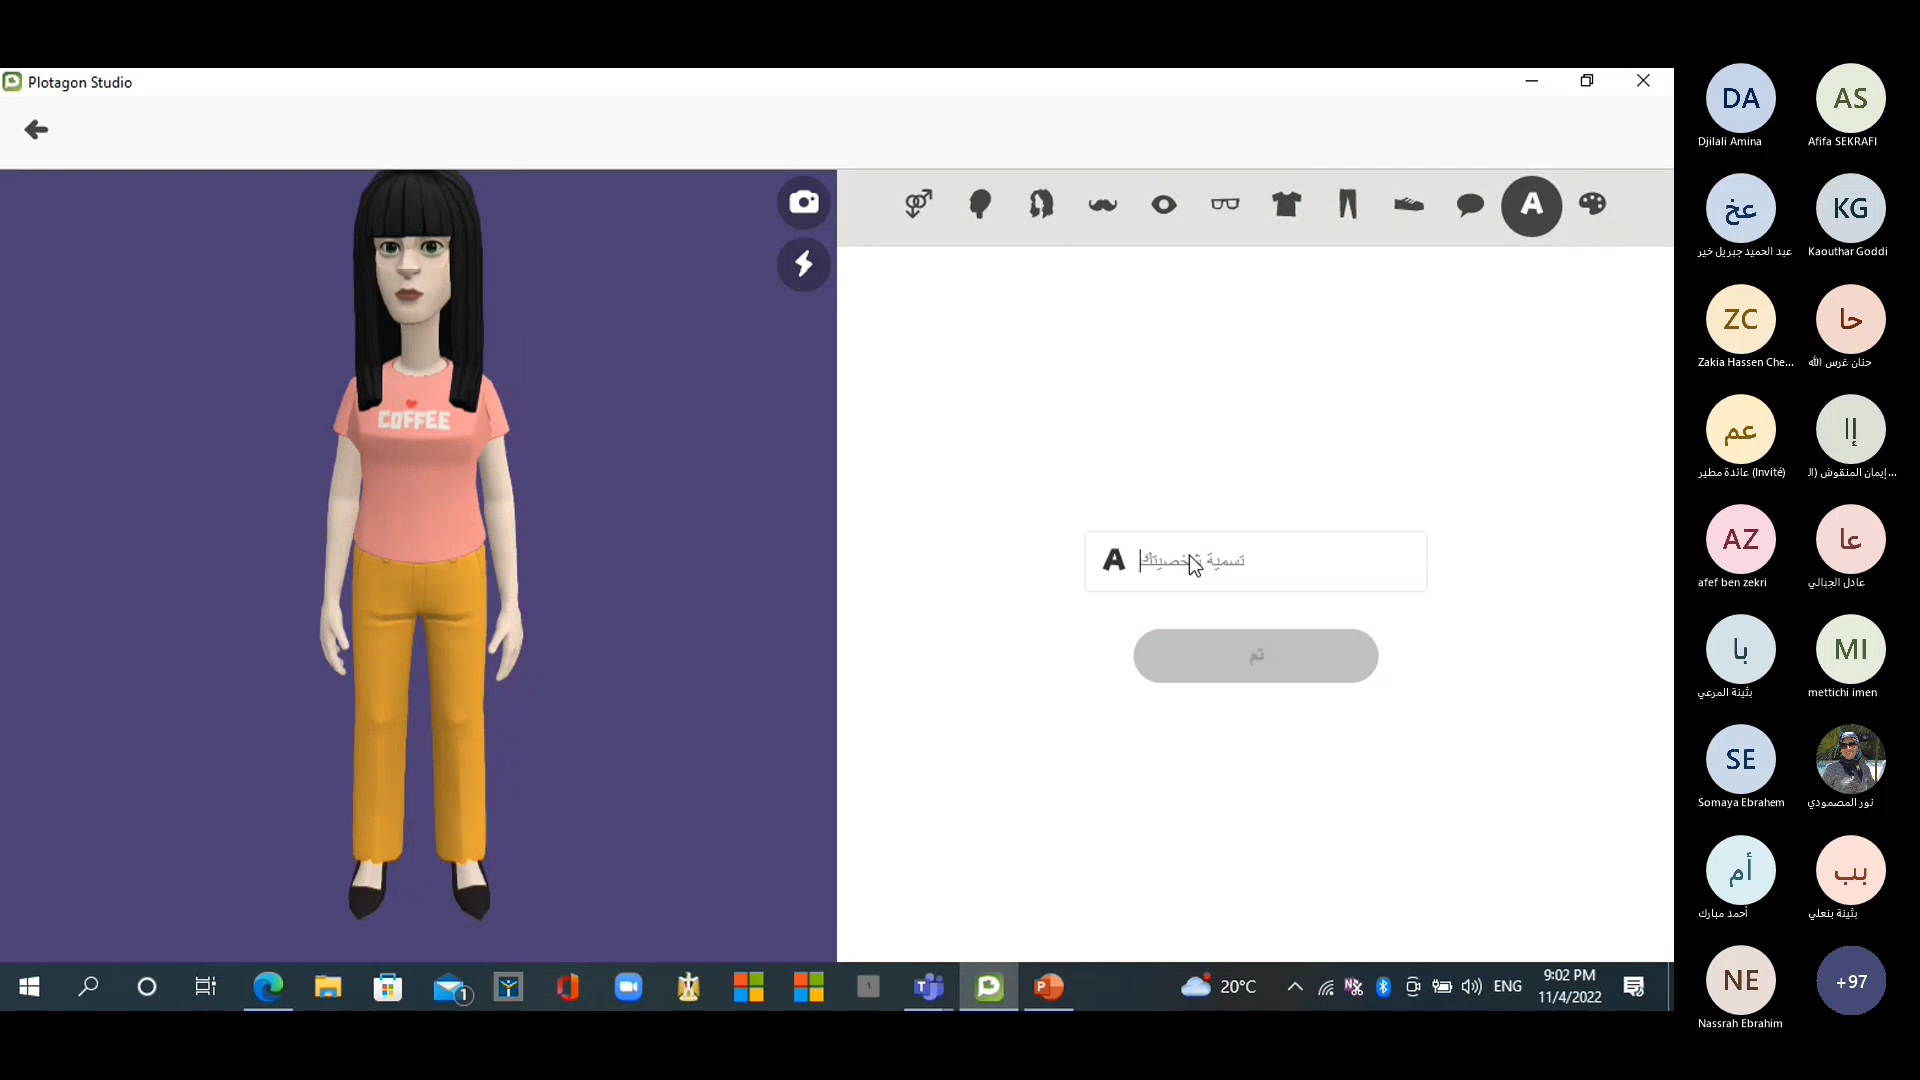 Plotagon Studio
COFFEE
A
A تسمية شخصيتك
تم
DA
Djilali Amina
AS
Afifa SEKRAFI
عخ
عبد الحميد جبريل خير
KG
Kaouthar Goddi
ZC
Zakia Hassen Che...
حا
حنان غرس الله
عم
عائدة مطير (Invité)
إا
إيمان المنقوش (ال...
AZ
afef ben zekri
عا
عادل الجبالي
با
بثينة المرعي
MI
mettichi imen
SE
Somaya Ebrahem
نور المصمودي
أم
أحمد مبارك
بب
بثينة بنعلي
NE
Nassrah Ebrahim
+97
1
20°C
ENG
9:02 PM
11/4/2022